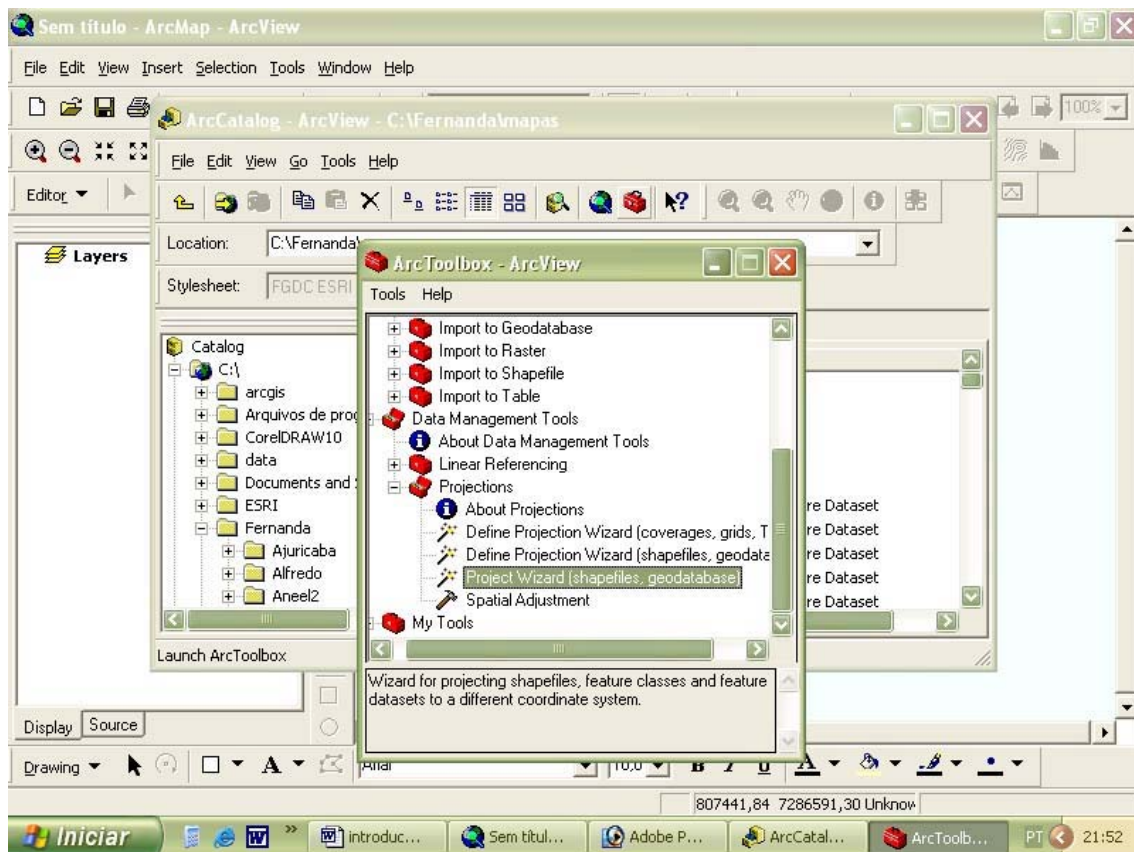 Sem título - ArcMap - ArcView
File Edit View Insert Selection Tools Window Help
100%
Editor
Layers
Display Source
Drawing
Arial
10,0
B I U A
807441,84 7286591,30 Unknow
ArcCatalog - ArcView - C:\Fernanda\mapas
File Edit View Go Tools Help
Location: C:\Fernanda\
Stylesheet: FGDC ESRI
Catalog
C:\
arcgis
Arquivos de prog
CorelDRAW10
data
Documents and
ESRI
Fernanda
Ajuricaba
Alfredo
Aneel2
re Dataset
re Dataset
re Dataset
re Dataset
re Dataset
Launch ArcToolbox
ArcToolbox - ArcView
Tools Help
Import to Geodatabase
Import to Raster
Import to Shapefile
Import to Table
Data Management Tools
About Data Management Tools
Linear Referencing
Projections
About Projections
Define Projection Wizard (coverages, grids, T
Define Projection Wizard (shapefiles, geodata
Project Wizard (shapefiles, geodatabase)
Spatial Adjustment
My Tools
Wizard for projecting shapefiles, feature classes and feature
datasets to a different coordinate system.
Iniciar
»
introduc...
Sem títul...
Adobe P...
ArcCatal...
ArcToolb...
PT
21:52